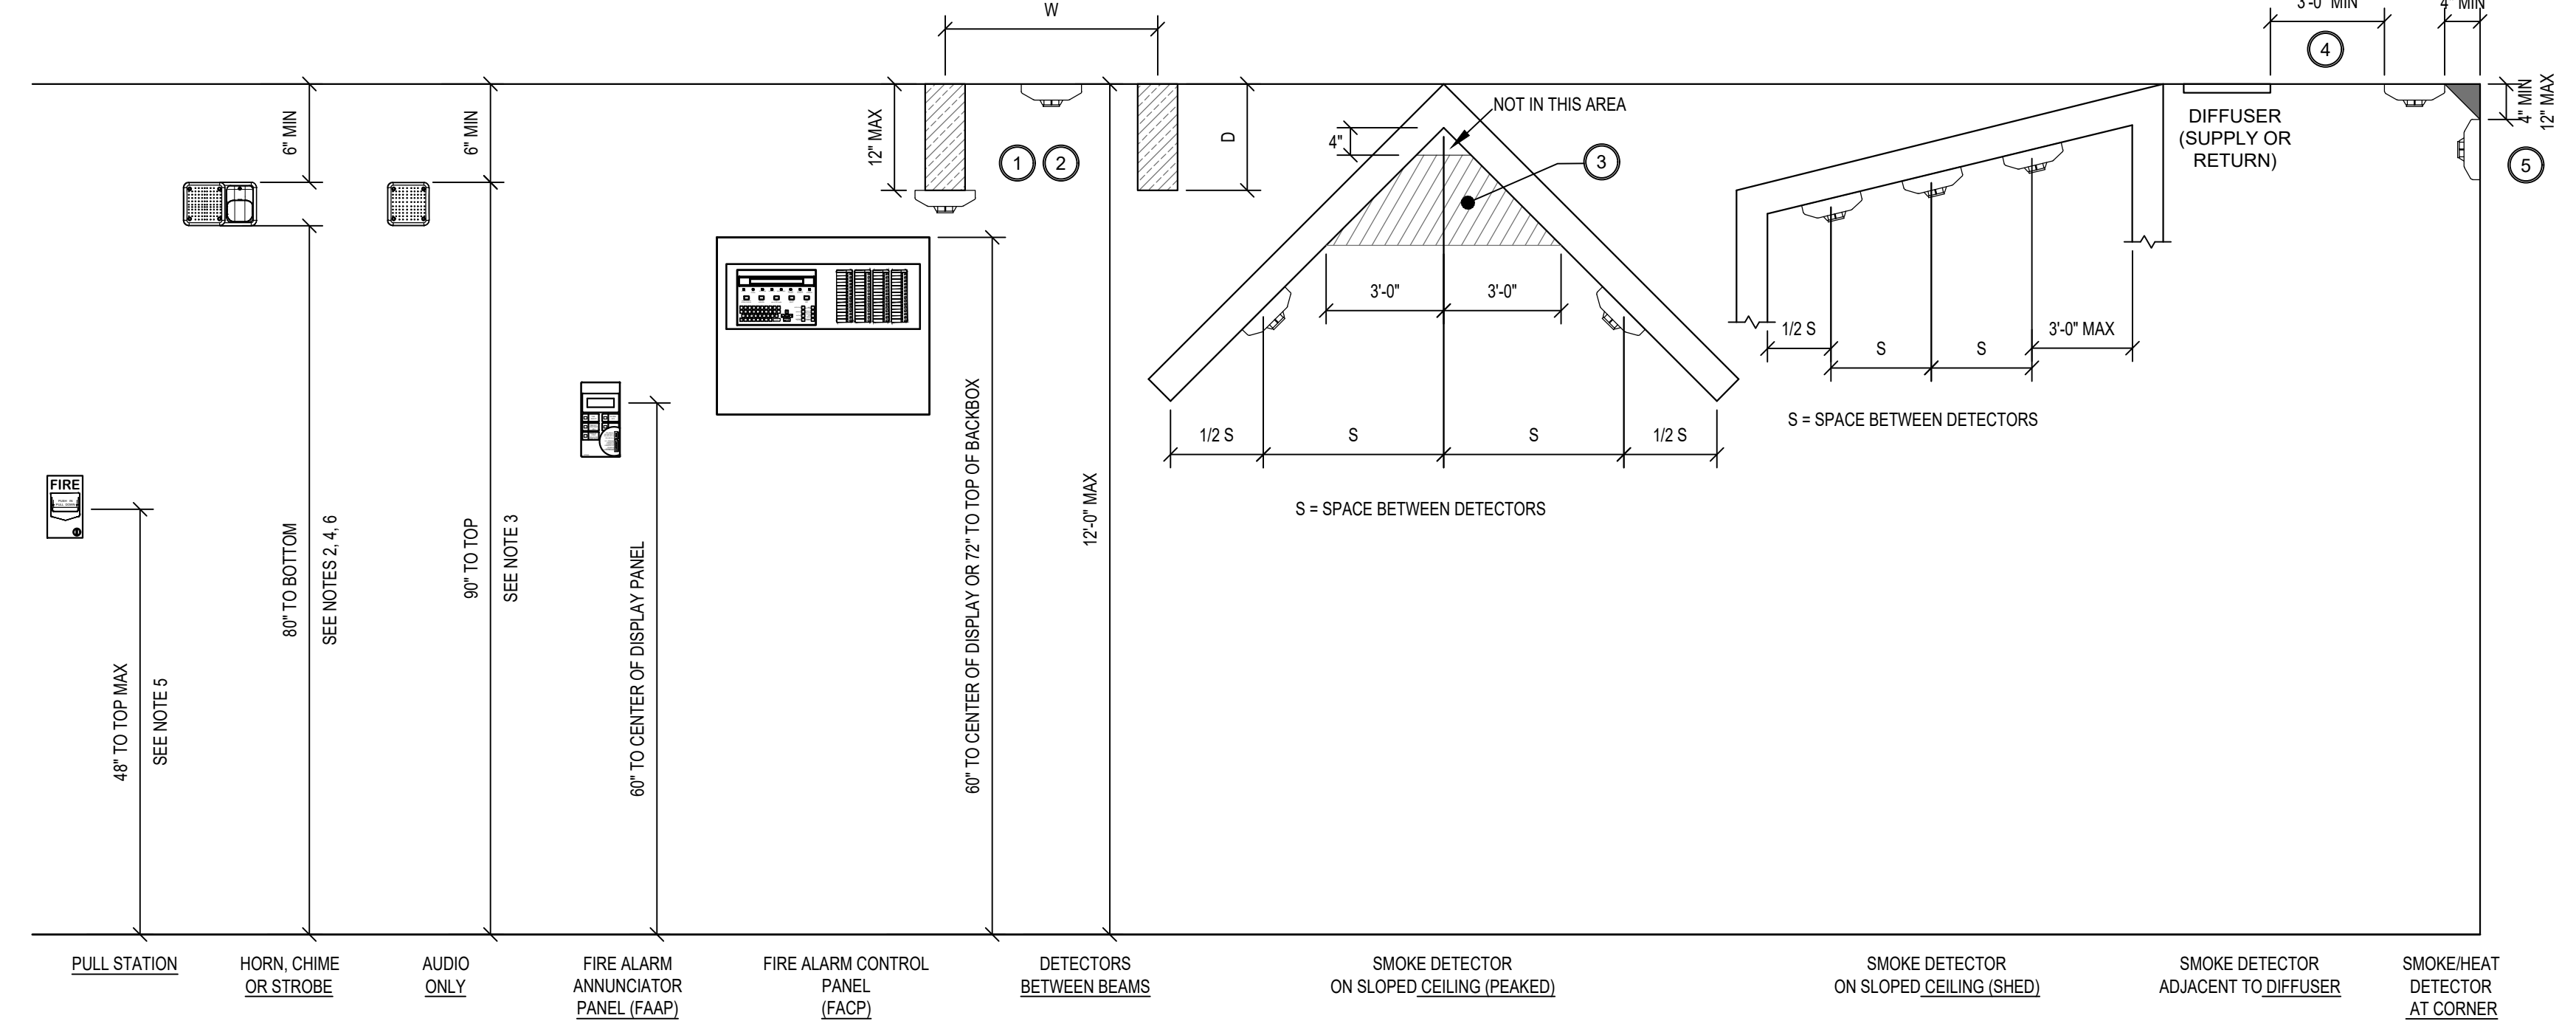 W
3'-0" MIN
4" MIN
4
6" MIN
6" MIN
12" MAX
1
2
D
4"
NOT IN THIS AREA
3
DIFFUSER
(SUPPLY OR
RETURN)
4" MIN
12" MAX
5
3'-0"
3'-0"
1/2 S
S
S
3'-0" MAX
S = SPACE BETWEEN DETECTORS
1/2 S
S
S
1/2 S
S = SPACE BETWEEN DETECTORS
FIRE
48" TO TOP MAX
SEE NOTE 5
80" TO BOTTOM
SEE NOTES 2, 4, 6
90" TO TOP
SEE NOTE 3
60" TO CENTER OF DISPLAY PANEL
60" TO CENTER OF DISPLAY OR 72" TO TOP OF BACKBOX
12'-0" MAX
PULL STATION
HORN, CHIME
OR STROBE
AUDIO
ONLY
FIRE ALARM
ANNUNCIATOR
PANEL (FAAP)
FIRE ALARM CONTROL
PANEL
(FACP)
DETECTORS
BETWEEN BEAMS
SMOKE DETECTOR
ON SLOPED CEILING (PEAKED)
SMOKE DETECTOR
ON SLOPED CEILING (SHED)
SMOKE DETECTOR
ADJACENT TO DIFFUSER
SMOKE/HEAT
DETECTOR
AT CORNER